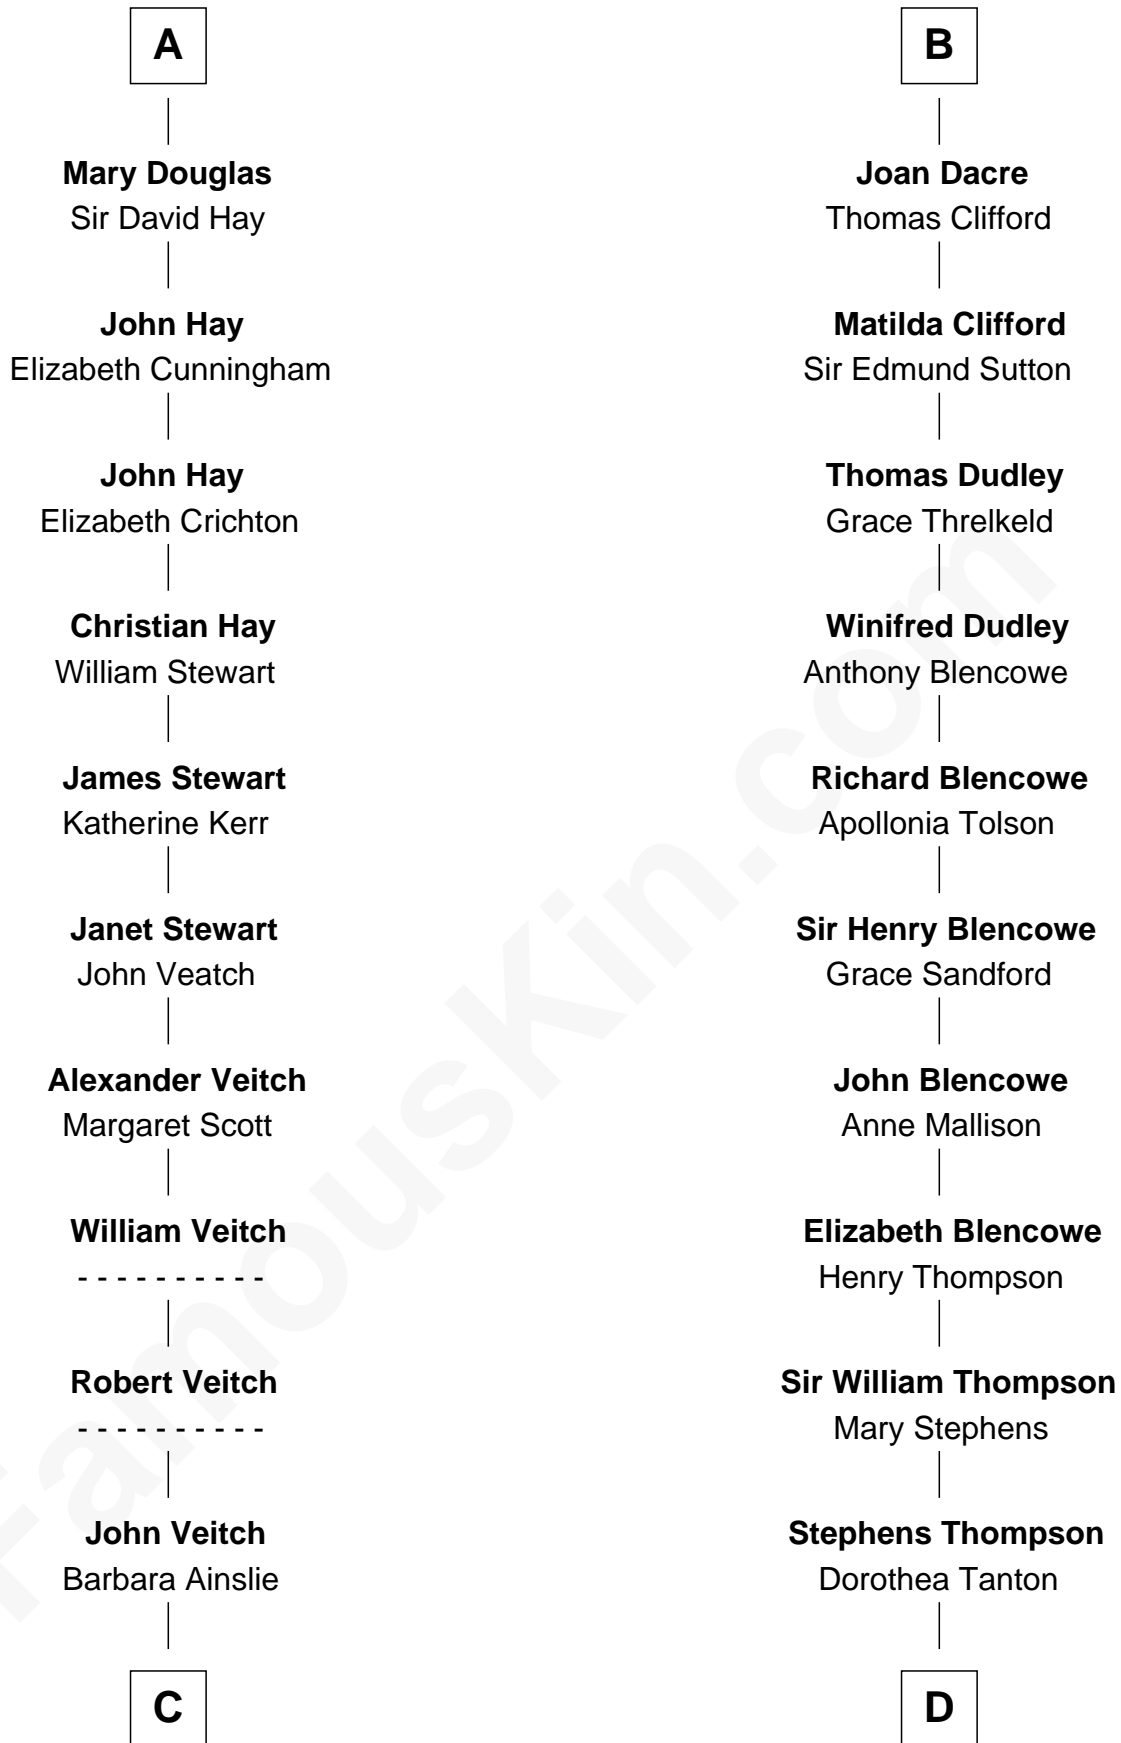 A
Mary Douglas
Sir David Hay
John Hay
Elizabeth Cunningham
John Hay
Elizabeth Crichton
Christian Hay
William Stewart
James Stewart
Katherine Kerr
Janet Stewart
John Veatch
Alexander Veitch
Margaret Scott
William Veitch
- - - - - - - - - -
Robert Veitch
- - - - - - - - - -
John Veitch
Barbara Ainslie
C
B
Joan Dacre
Thomas Clifford
Matilda Clifford
Sir Edmund Sutton
Thomas Dudley
Grace Threlkeld
Winifred Dudley
Anthony Blencowe
Richard Blencowe
Apollonia Tolson
Sir Henry Blencowe
Grace Sandford
John Blencowe
Anne Mallison
Elizabeth Blencowe
Henry Thompson
Sir William Thompson
Mary Stephens
Stephens Thompson
Dorothea Tanton
D
FamousKin.com